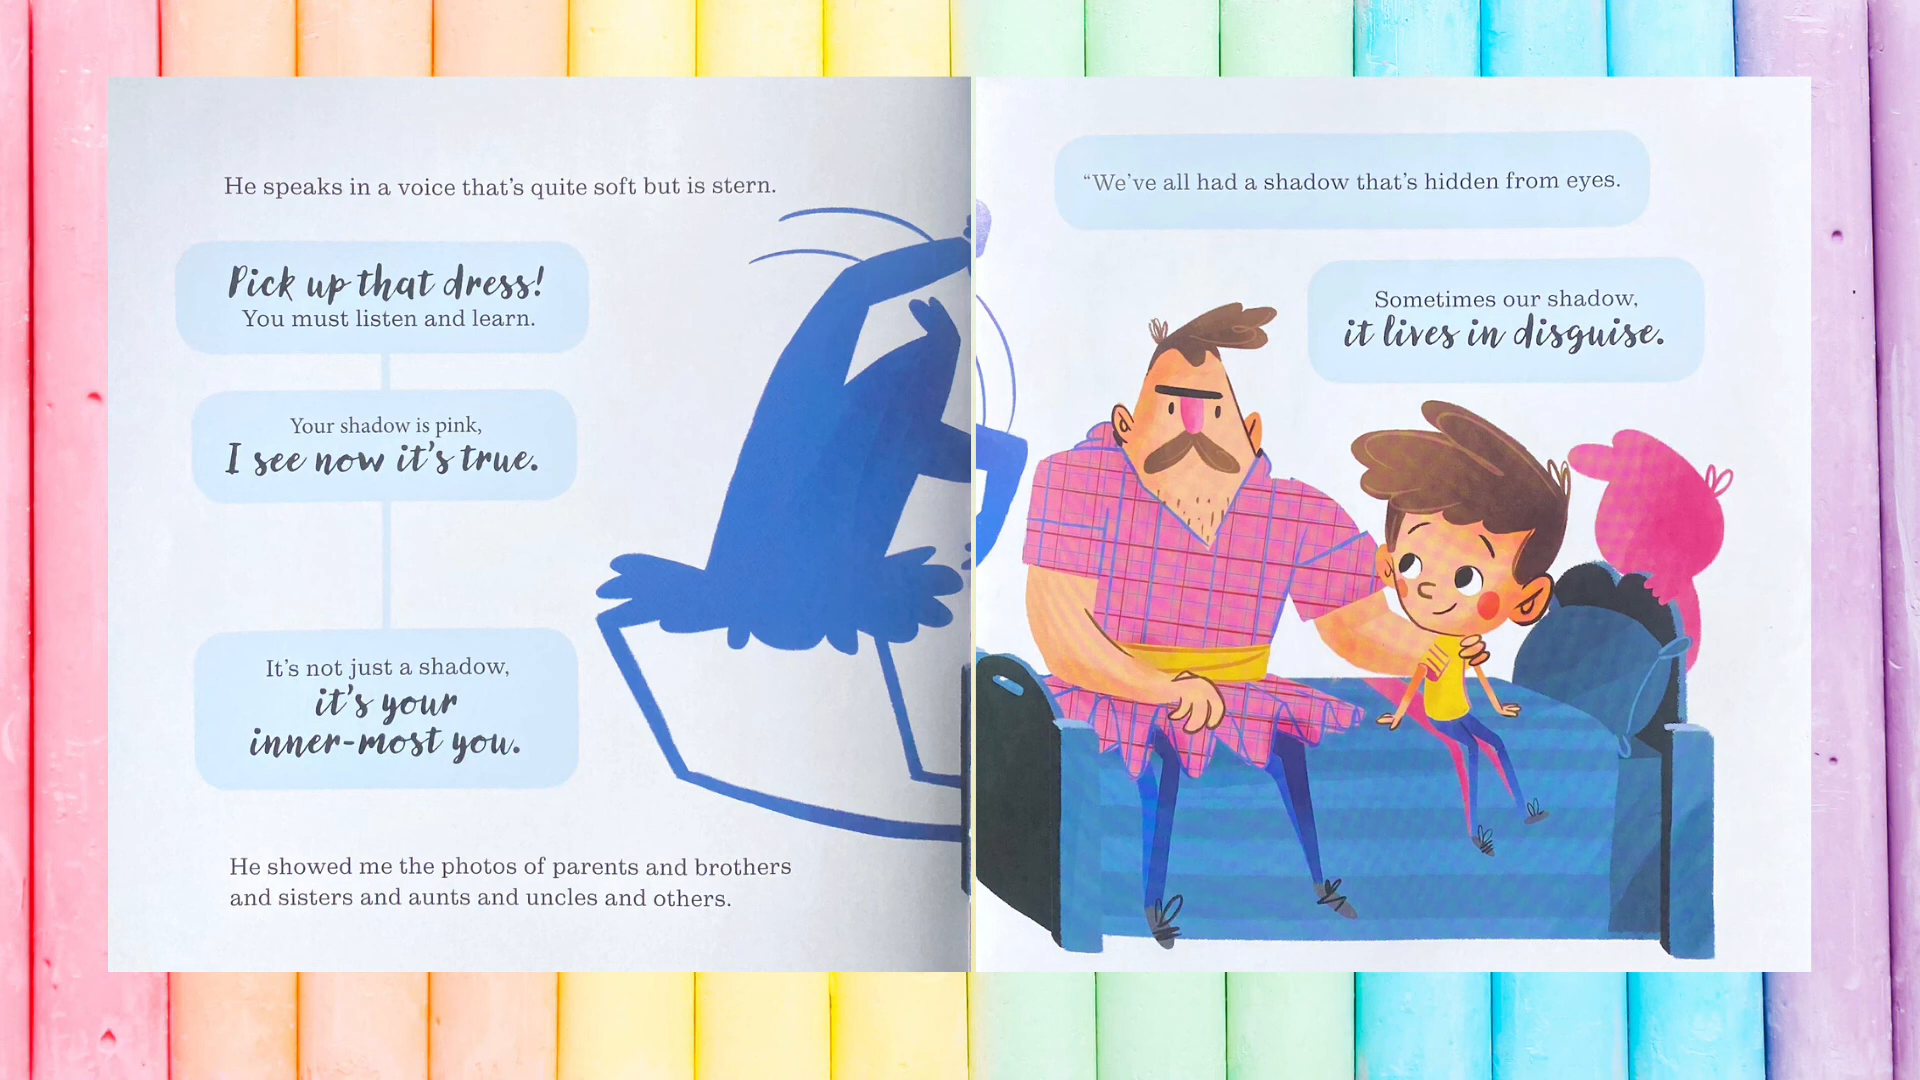 He speaks in a voice that's quite soft but is stern.
Pick up that dress!
You must listen and learn.
Your shadow is pink,
I see now it's true.
It's not just a shadow,
it's your
inner-most you.
He showed me the photos of parents and brothers
and sisters and aunts and uncles and others.
“We've all had a shadow that's hidden from eyes.
Sometimes our shadow,
it lives in disguise.